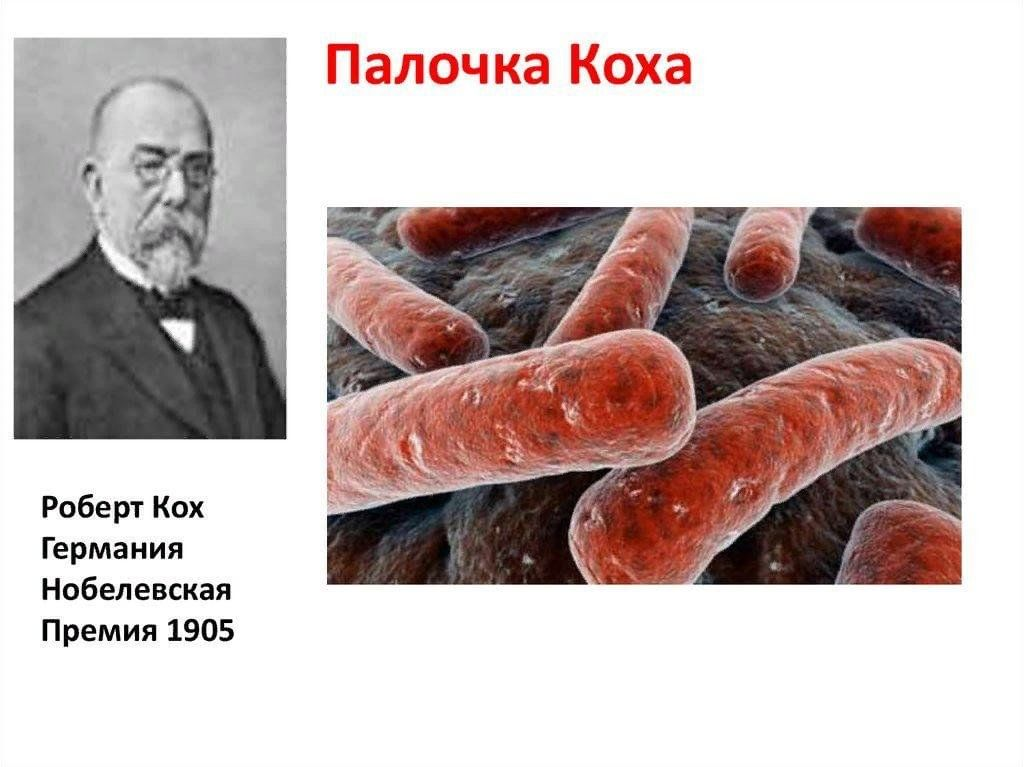 Палочка Коха
Роберт Кох
Германия
Нобелевская
Премия 1905